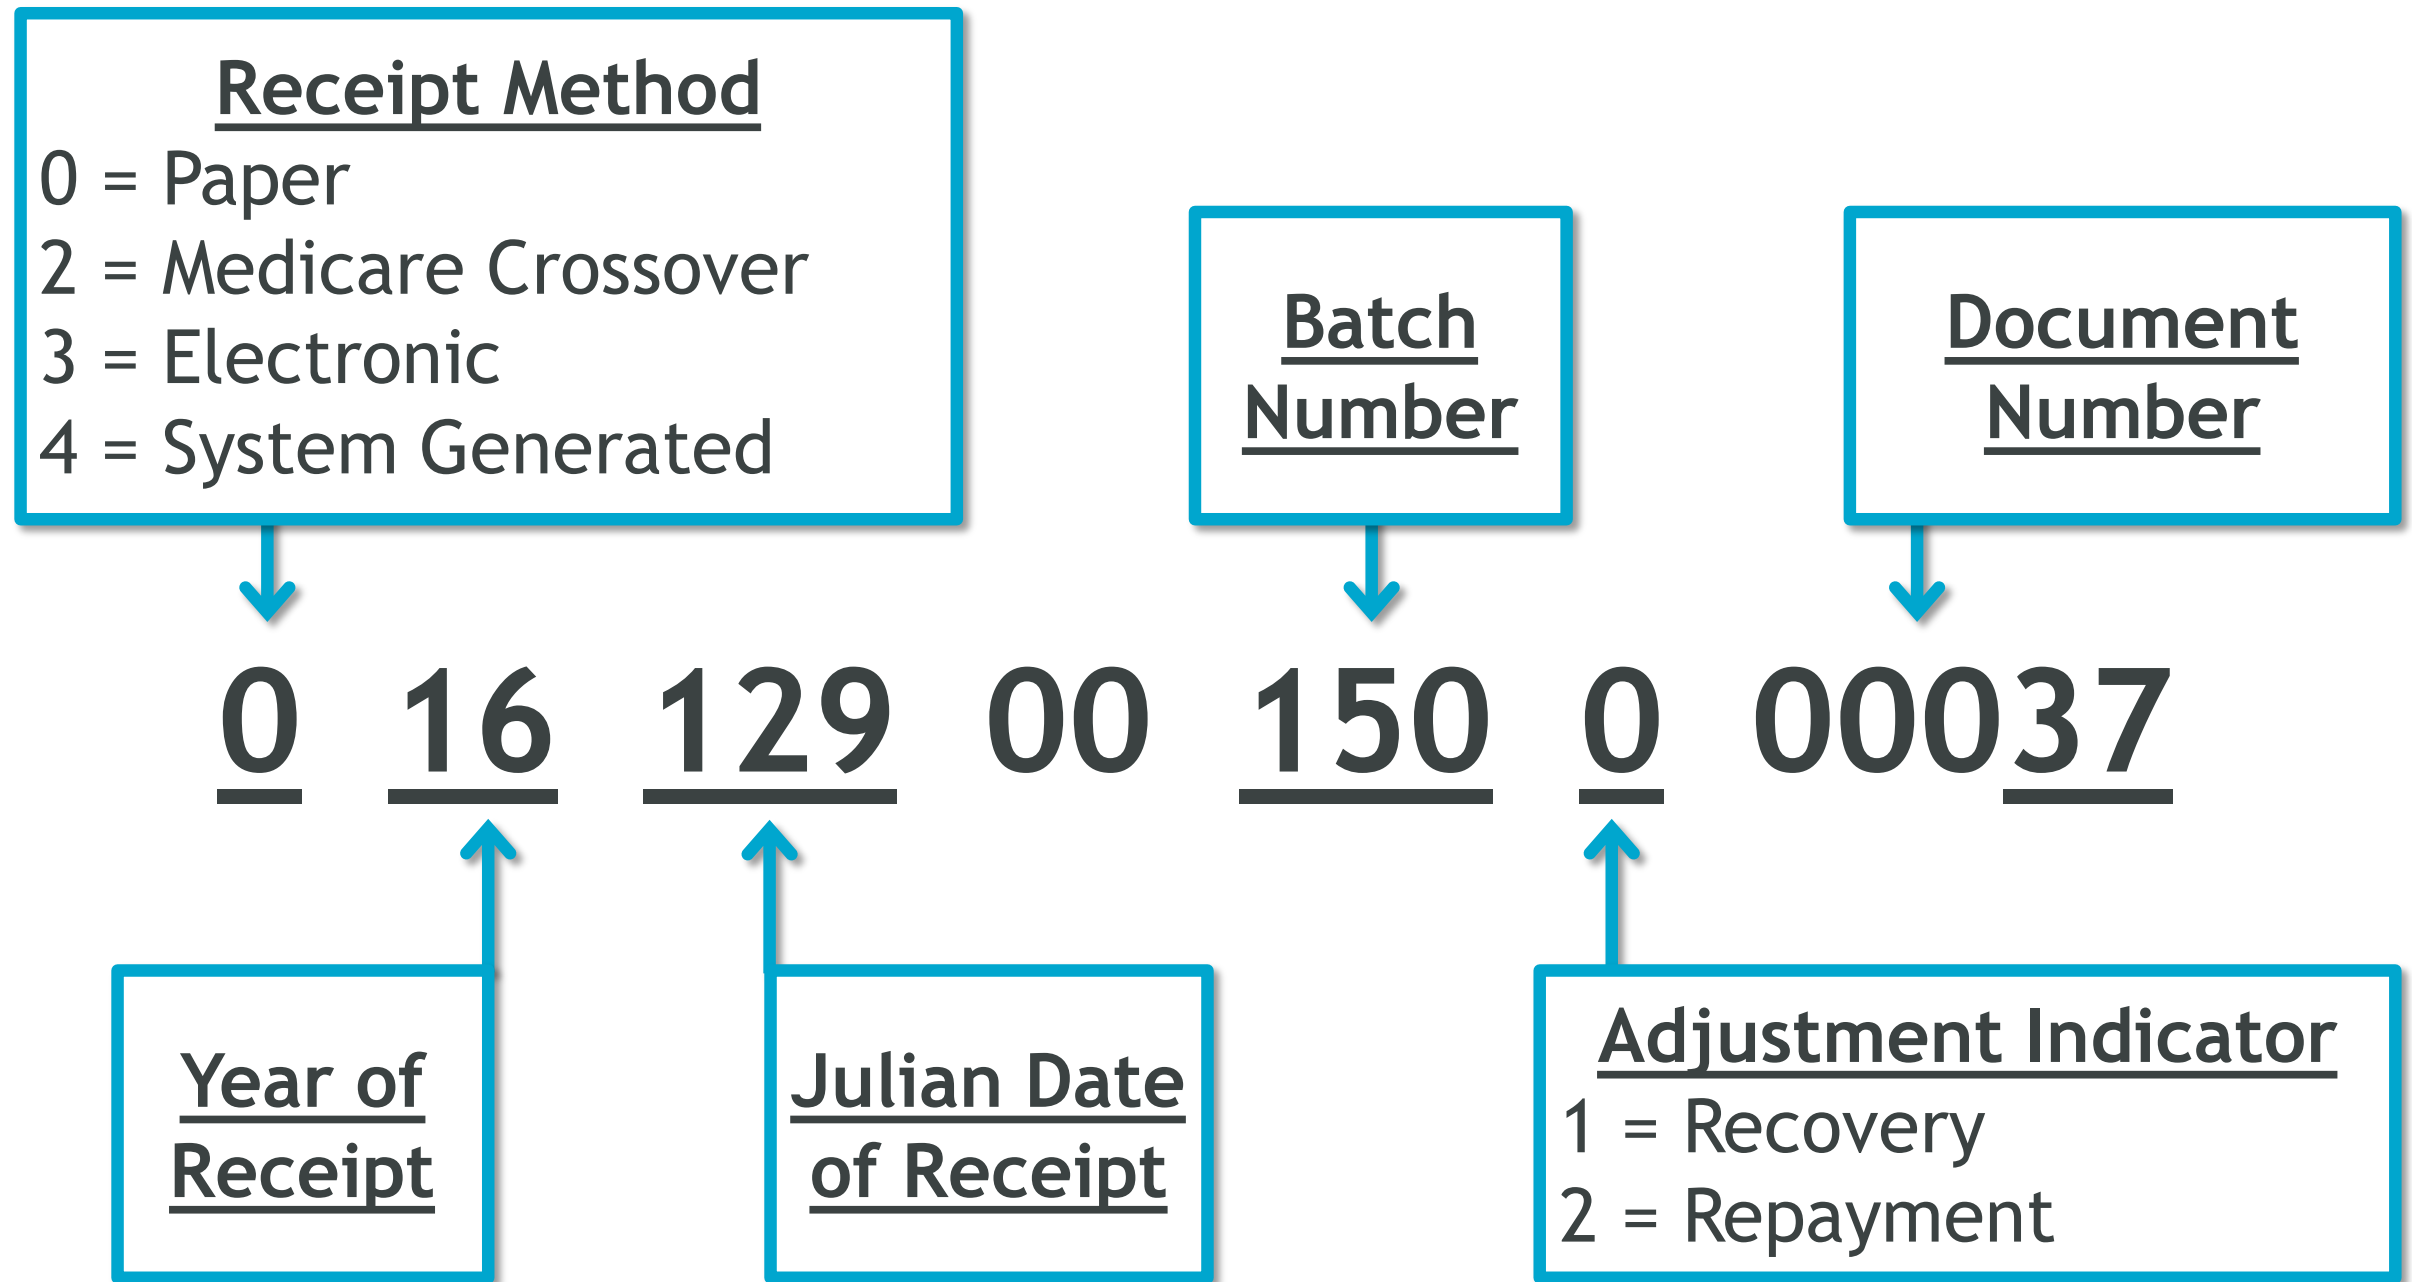 Receipt Method
0 = Paper
2 = Medicare Crossover
3 = Electronic
4 = System Generated
Batch
Number
Document
Number
0 16 129 00 150 0 00037
Year of
Receipt
Julian Date
of Receipt
Adjustment Indicator
1 = Recovery
2 = Repayment